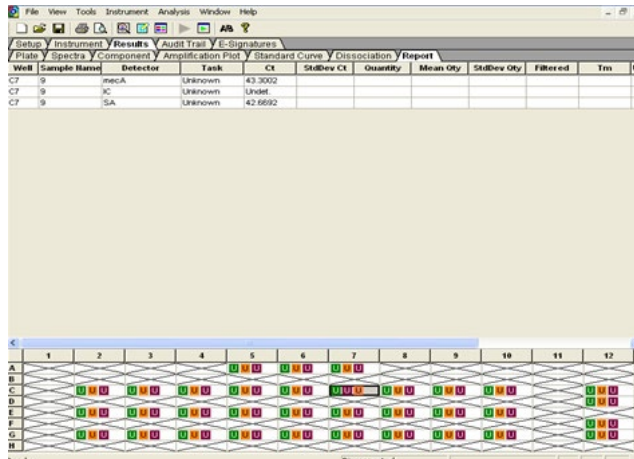 File View Tools Instrument Analysis Window Help
Setup Instrument Results Audit Trail E-Signatures
Plate Spectra Component Amplification Plot Standard Curve Dissociation Report
Well Sample Name Detector Task Ct StdDev Ct Quantity Mean Qty StdDev Qty Filtered Tm
C7 9 mecA Unknown 43.3002
C7 9 IC Unknown Undet.
C7 9 SA Unknown 42.6692
1 2 3 4 5 6 7 8 9 10 11 12
A U U U U U U U U U
B
C U U U U U U U U U U U U U U U U U U U U U U U U U U U U U U
D U U U
E U U U U U U U U U U U U U U U U U U U U U U U U U U U
F U U U
G U U U U U U U U U U U U U U U U U U U U U U U U U U U U U U
H